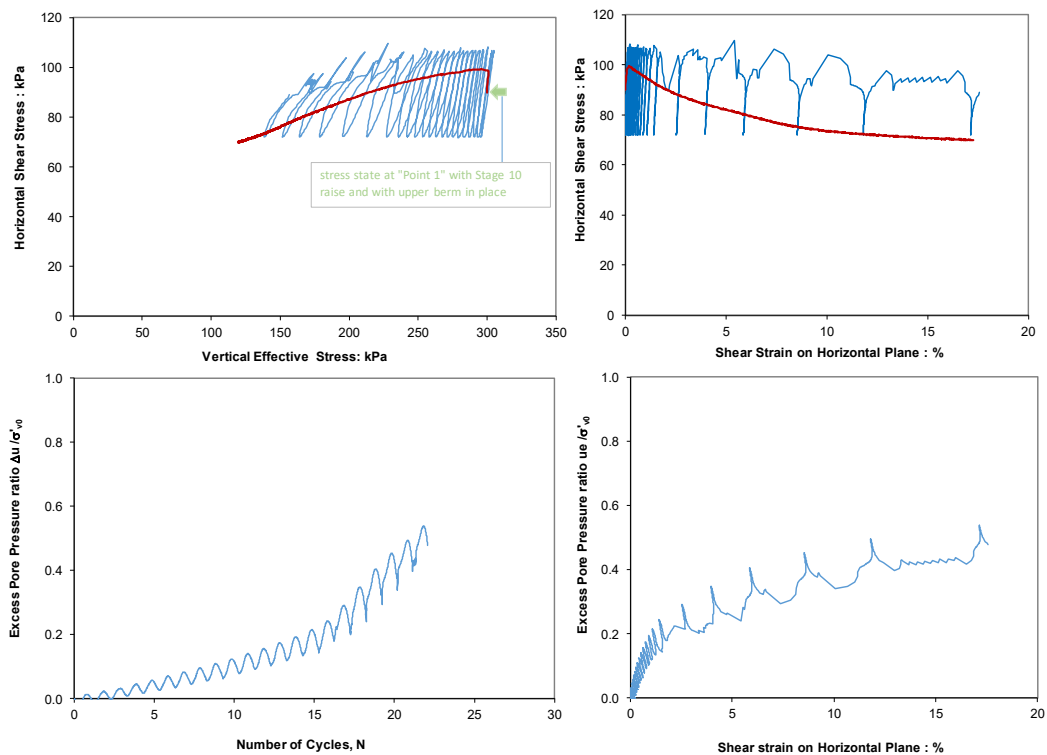 120
100
80
60
40
20
0
Horizontal Shear Stress
: kPa
0 50 100 150 200 250 300 350
Vertical Effective Stress: kPa
stress state at "Point 1" with Stage 10
raise and with upper berm in place
120
100
80
60
40
20
0
Horizontal Shear Stress : kPa
0 5 10 15 20
Shear Strain on Horizontal Plane : %
1.0
0.8
0.6
0.4
0.2
0.0
Excess Pore Pressure ratio Δu /σ'v0
0 5 10 15 20 25 30
Number of Cycles, N
1.0
0.8
0.6
0.4
0.2
0.0
Excess Pore Pressure ratio ue /σ'v0
0 5 10 15 20
Shear strain on Horizontal Plane : %